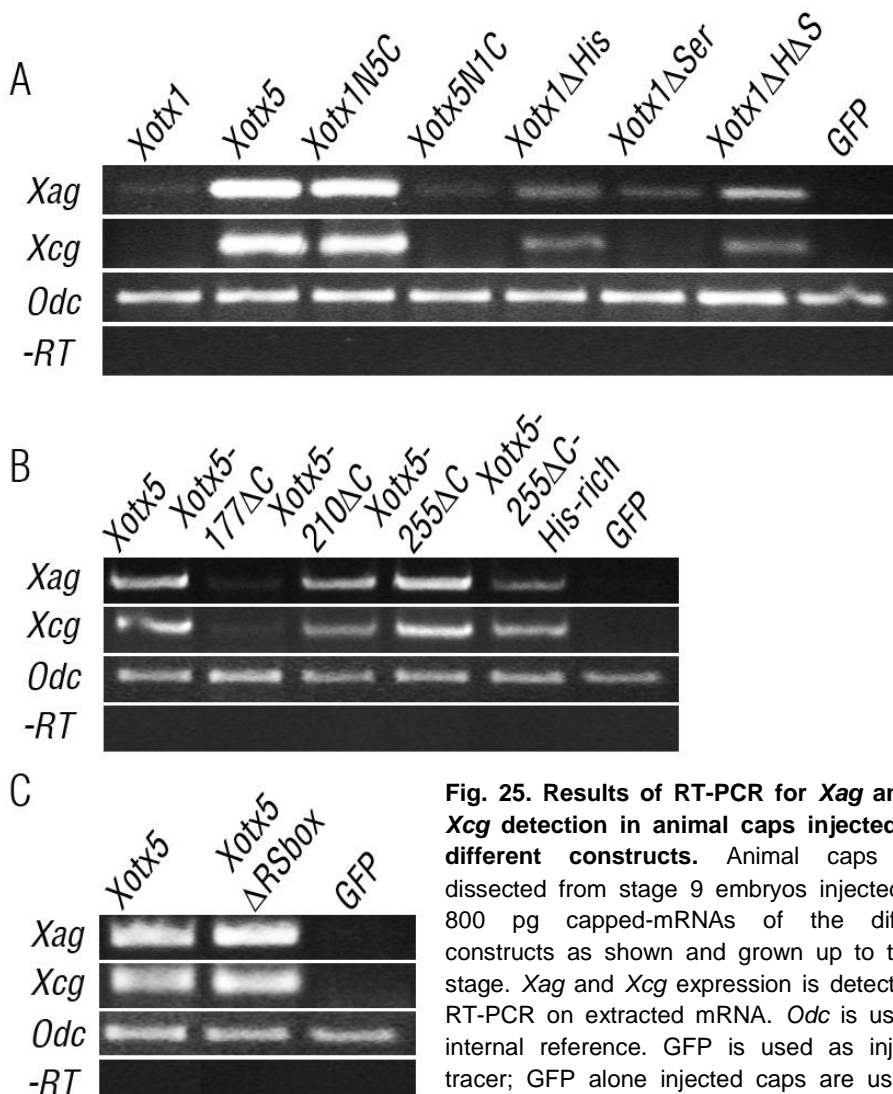 A
Xotx1 Xotx5 Xotx1N5C Xotx5N1C Xotx1ΔHis Xotx1ΔSer Xotx1ΔHΔS GFP
Xag
Xcg
Odc
-RT
B
Xotx5 Xotx5-177ΔC Xotx5-210ΔC Xotx5-255ΔC Xotx5-255ΔC-His-rich GFP
Xag
Xcg
Odc
-RT
C
Xotx5 Xotx5ΔRSbox GFP
Xag
Xcg
Odc
-RT
Fig. 25. Results of RT-PCR for Xag an
Xcg detection in animal caps injected
different constructs. Animal caps
dissected from stage 9 embryos injected
800 pg capped-mRNAs of the dif
constructs as shown and grown up to t
stage. Xag and Xcg expression is detect
RT-PCR on extracted mRNA. Odc is us
internal reference. GFP is used as inj
tracer; GFP alone injected caps are us